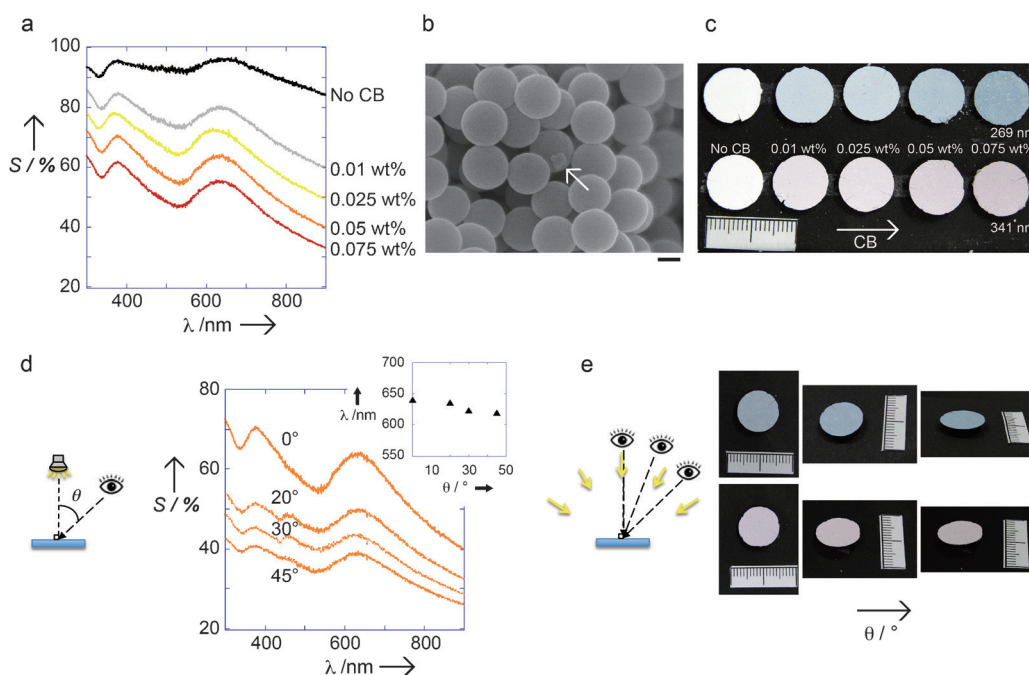 a
100
80
60
40
20
S / %
400 600 800
λ /nm
No CB
0.01 wt%
0.025 wt%
0.05 wt%
0.075 wt%
b
c
269 nm
No CB 0.01 wt% 0.025 wt% 0.05 wt% 0.075 wt%
CB
341 nm
d
θ
80
60
40
20
S / %
0°
20°
30°
45°
400 600 800
λ /nm
700
650
600
550
λ /nm
0 10 20 30 40 50
θ / °
e
θ / °